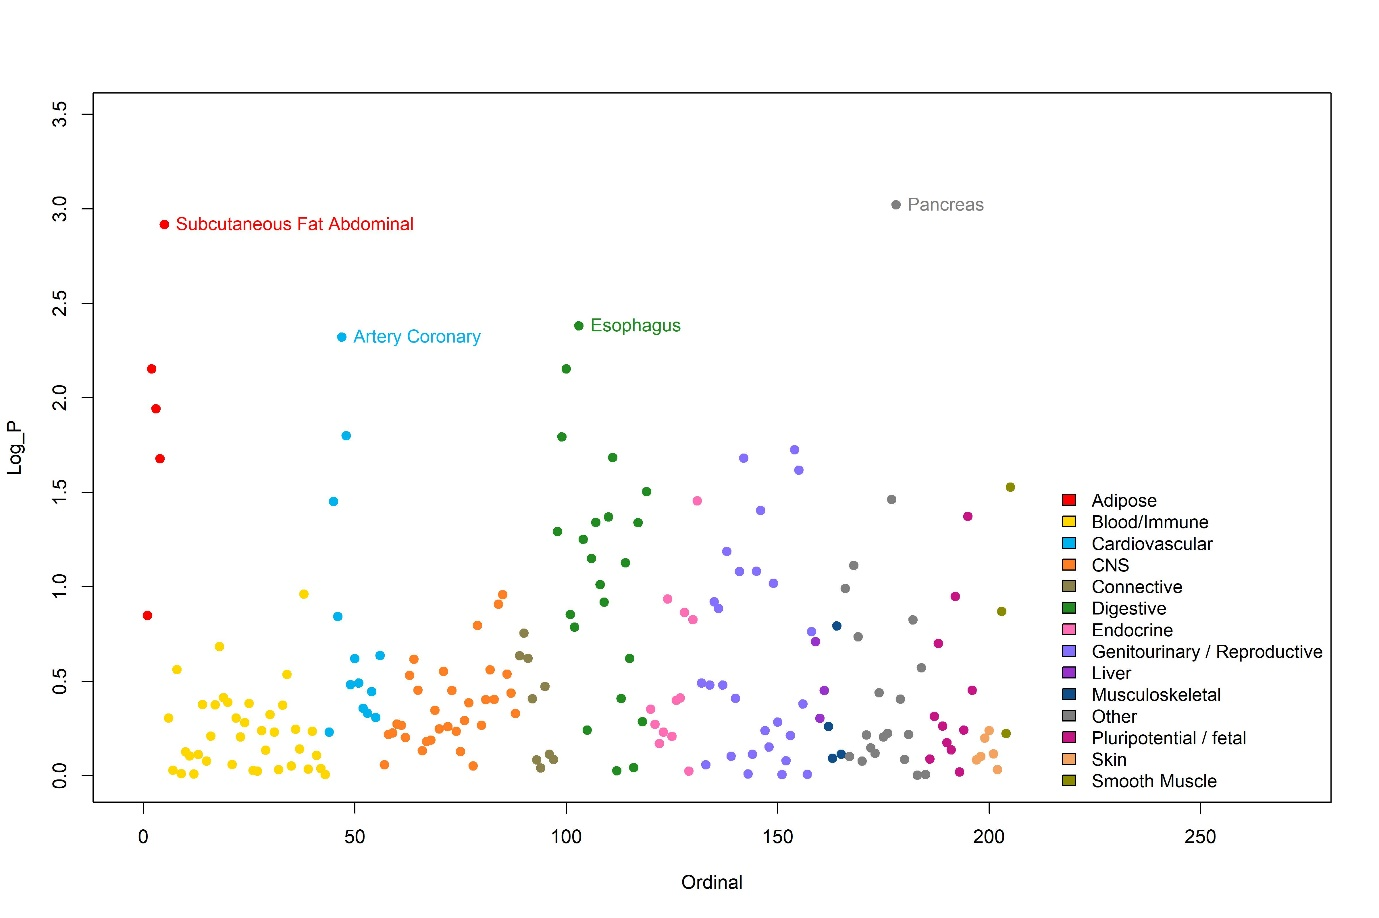 3.5
3.0
2.5
2.0
1.5
1.0
0.5
0.0
Log_P
Subcutaneous Fat Abdominal
Pancreas
Artery Coronary
Esophagus
Adipose
Blood/Immune
Cardiovascular
CNS
Connective
Digestive
Endocrine
Genitourinary / Reproductive
Liver
Musculoskeletal
Other
Pluripotential / fetal
Skin
Smooth Muscle
0 50 100 150 200 250
Ordinal